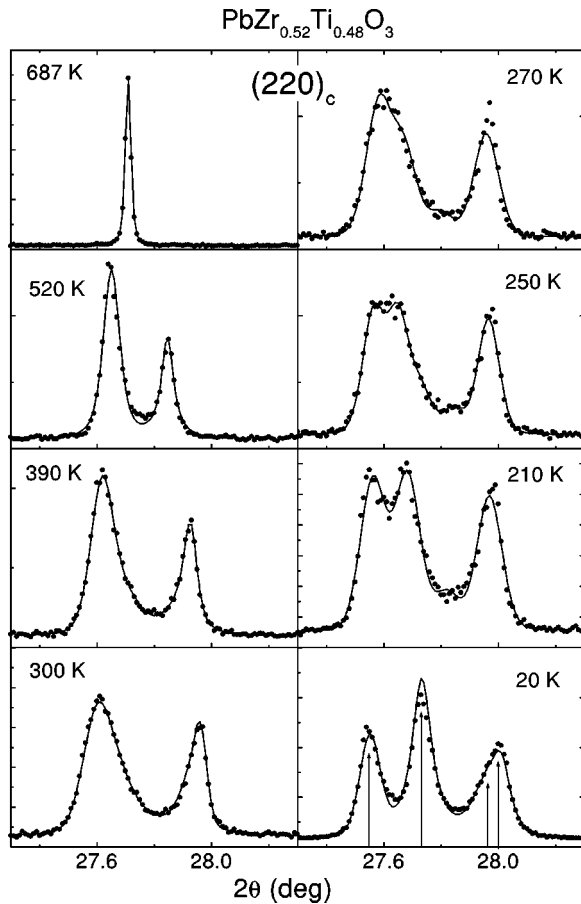 PbZr₀.₅₂Ti₀.₄₈O₃
687 K
(220)c
270 K
520 K
250 K
390 K
210 K
300 K
20 K
27.6 28.0 27.6 28.0
2θ (deg)